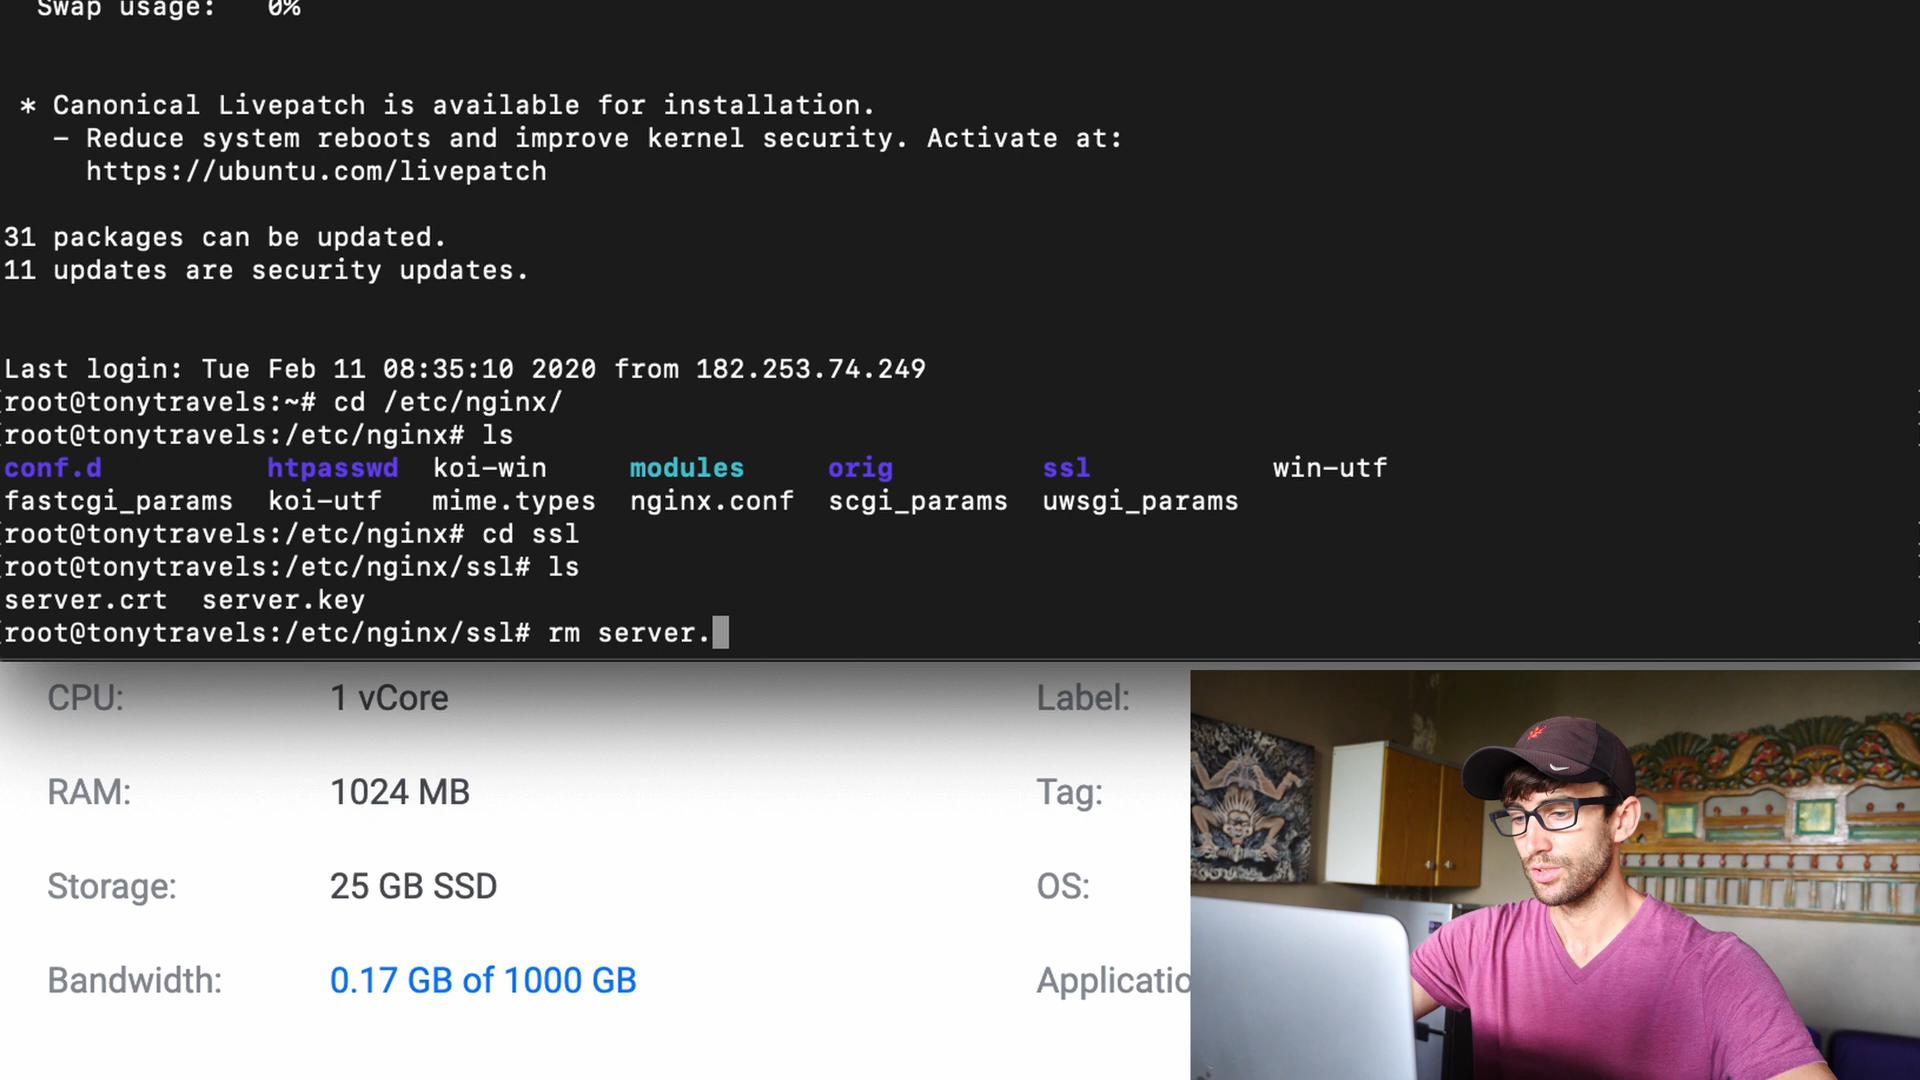 Swap usage: 0%
* Canonical Livepatch is available for installation.
- Reduce system reboots and improve kernel security. Activate at:
https://ubuntu.com/livepatch
31 packages can be updated.
11 updates are security updates.
Last login: Tue Feb 11 08:35:10 2020 from 182.253.74.249
root@tonytravels:~# cd /etc/nginx/
root@tonytravels:/etc/nginx# ls
conf.d htpasswd koi-win modules orig ssl win-utf
fastcgi_params koi-utf mime.types nginx.conf scgi_params uwsgi_params
root@tonytravels:/etc/nginx# cd ssl
root@tonytravels:/etc/nginx/ssl# ls
server.crt server.key
root@tonytravels:/etc/nginx/ssl# rm server.
CPU: 1 vCore Label:
RAM: 1024 MB Tag:
Storage: 25 GB SSD OS:
Bandwidth: 0.17 GB of 1000 GB Applicatio